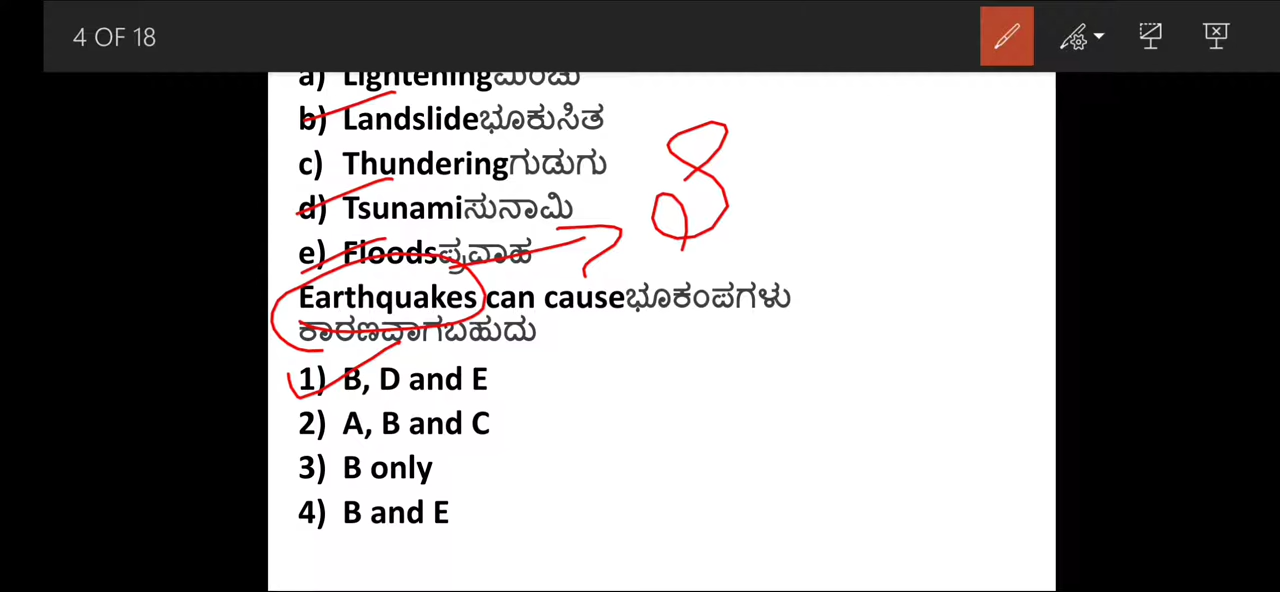 4 OF 18
a) Lighteningಮಿಂಚು
b) Landslideಭೂಕುಸಿತ
c) Thunderingಗುಡುಗು
d) Tsunamiಸುನಾಮಿ
e) Floodsಪ್ರವಾಹ
Earthquakes can causeಭೂಕಂಪಗಳು
ಕಾರಣವಾಗಬಹುದು
1) B, D and E
2) A, B and C
3) B only
4) B and E